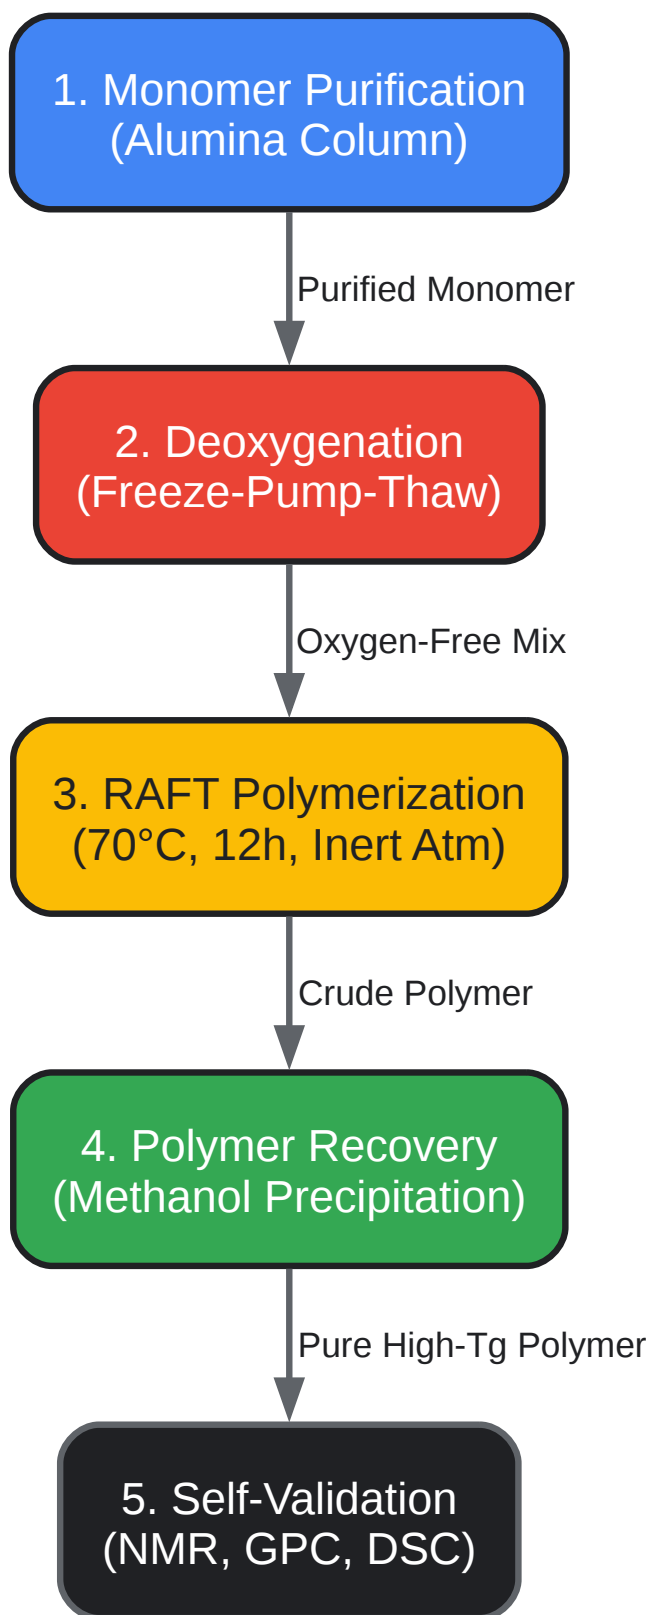 1. Monomer Purification
(Alumina Column)
Purified Monomer
2. Deoxygenation
(Freeze-Pump-Thaw)
Oxygen-Free Mix
3. RAFT Polymerization
(70°C, 12h, Inert Atm)
Crude Polymer
4. Polymer Recovery
(Methanol Precipitation)
Pure High-Tg Polymer
5. Self-Validation
(NMR, GPC, DSC)